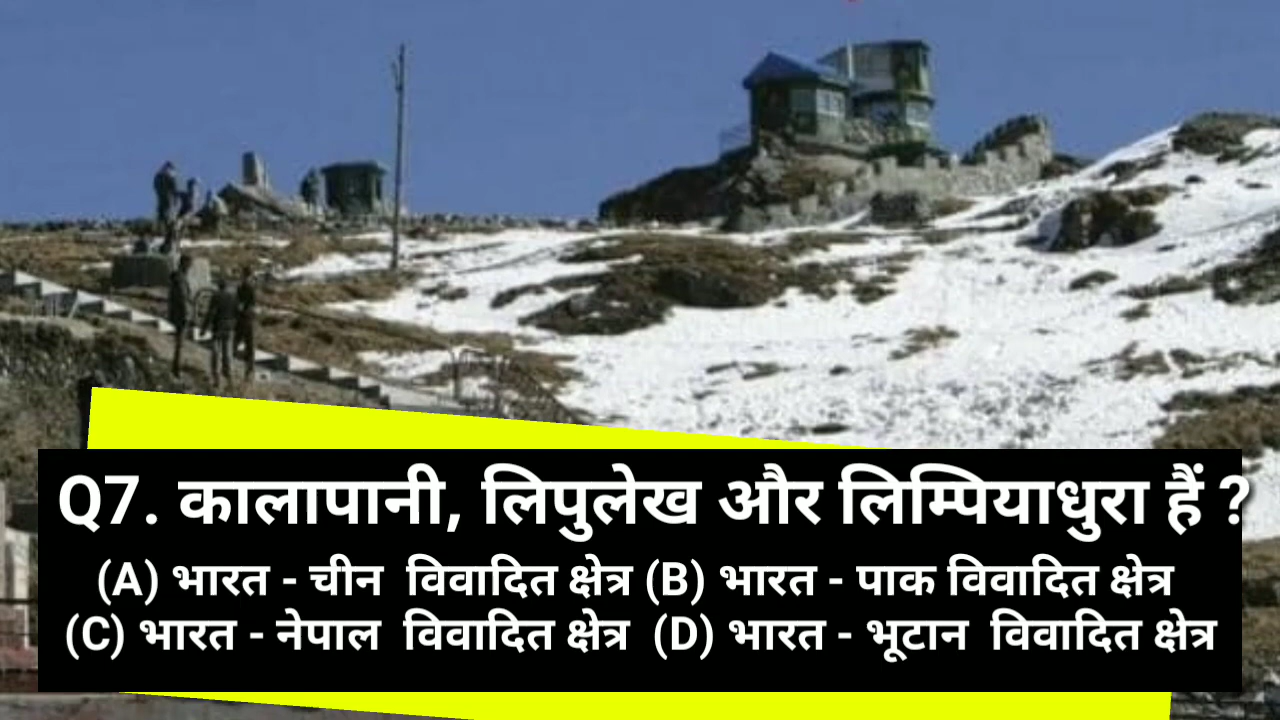 Q7. कालापानी, लिपुलेख और लिम्पियाधुरा हैं ?
(A) भारत - चीन विवादित क्षेत्र (B) भारत - पाक विवादित क्षेत्र
(C) भारत - नेपाल विवादित क्षेत्र (D) भारत - भूटान विवादित क्षेत्र